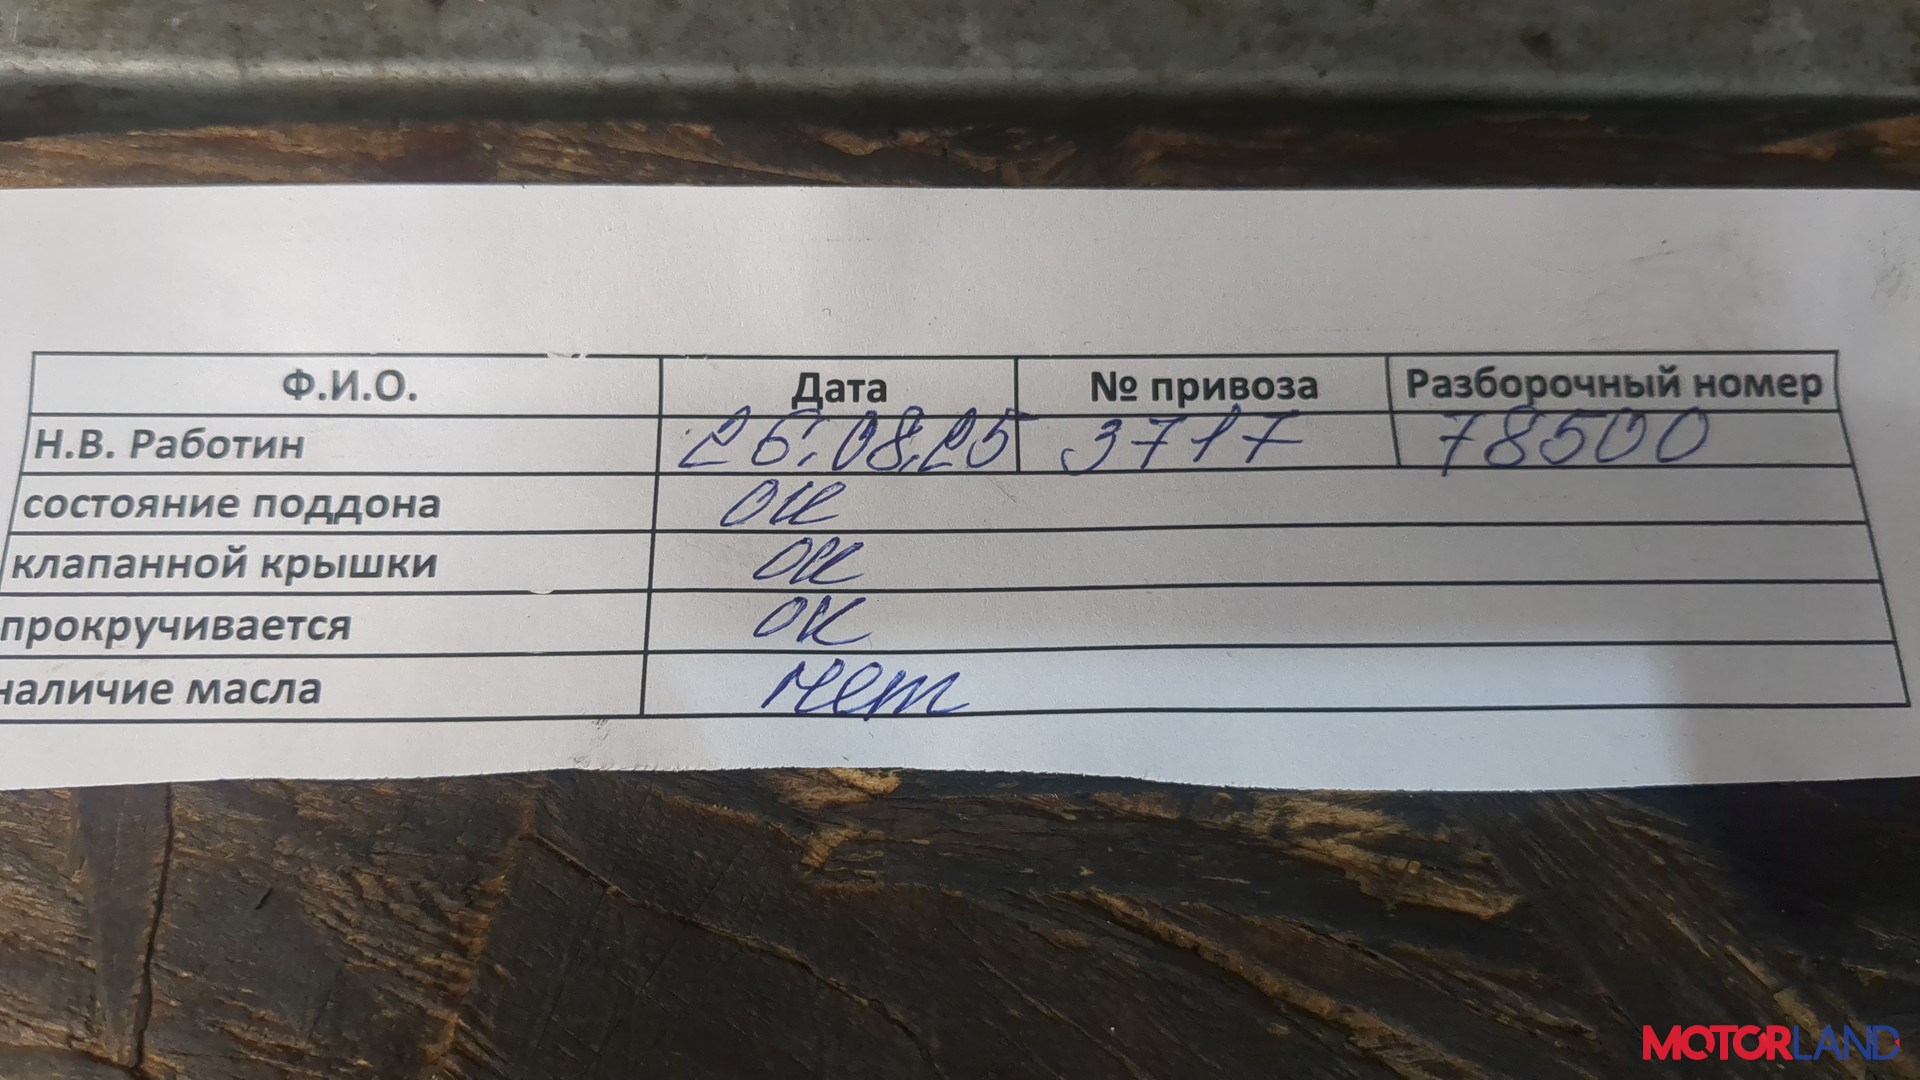 Ф.И.О. Дата № привоза Разборочный номер
Н.В. Работин 26.08.25 3717 78500
состояние поддона ок
клапанной крышки ок
прокручивается ок
наличие масла нет
MOTORLAND